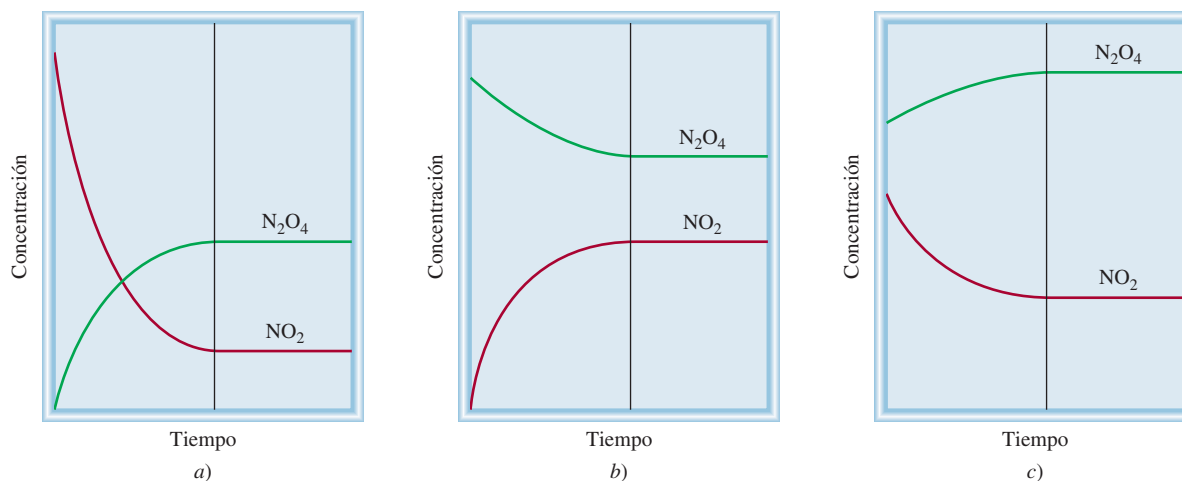 Concentración
N₂O₄
NO₂
Tiempo
a)
Concentración
N₂O₄
NO₂
Tiempo
b)
Concentración
N₂O₄
NO₂
Tiempo
c)